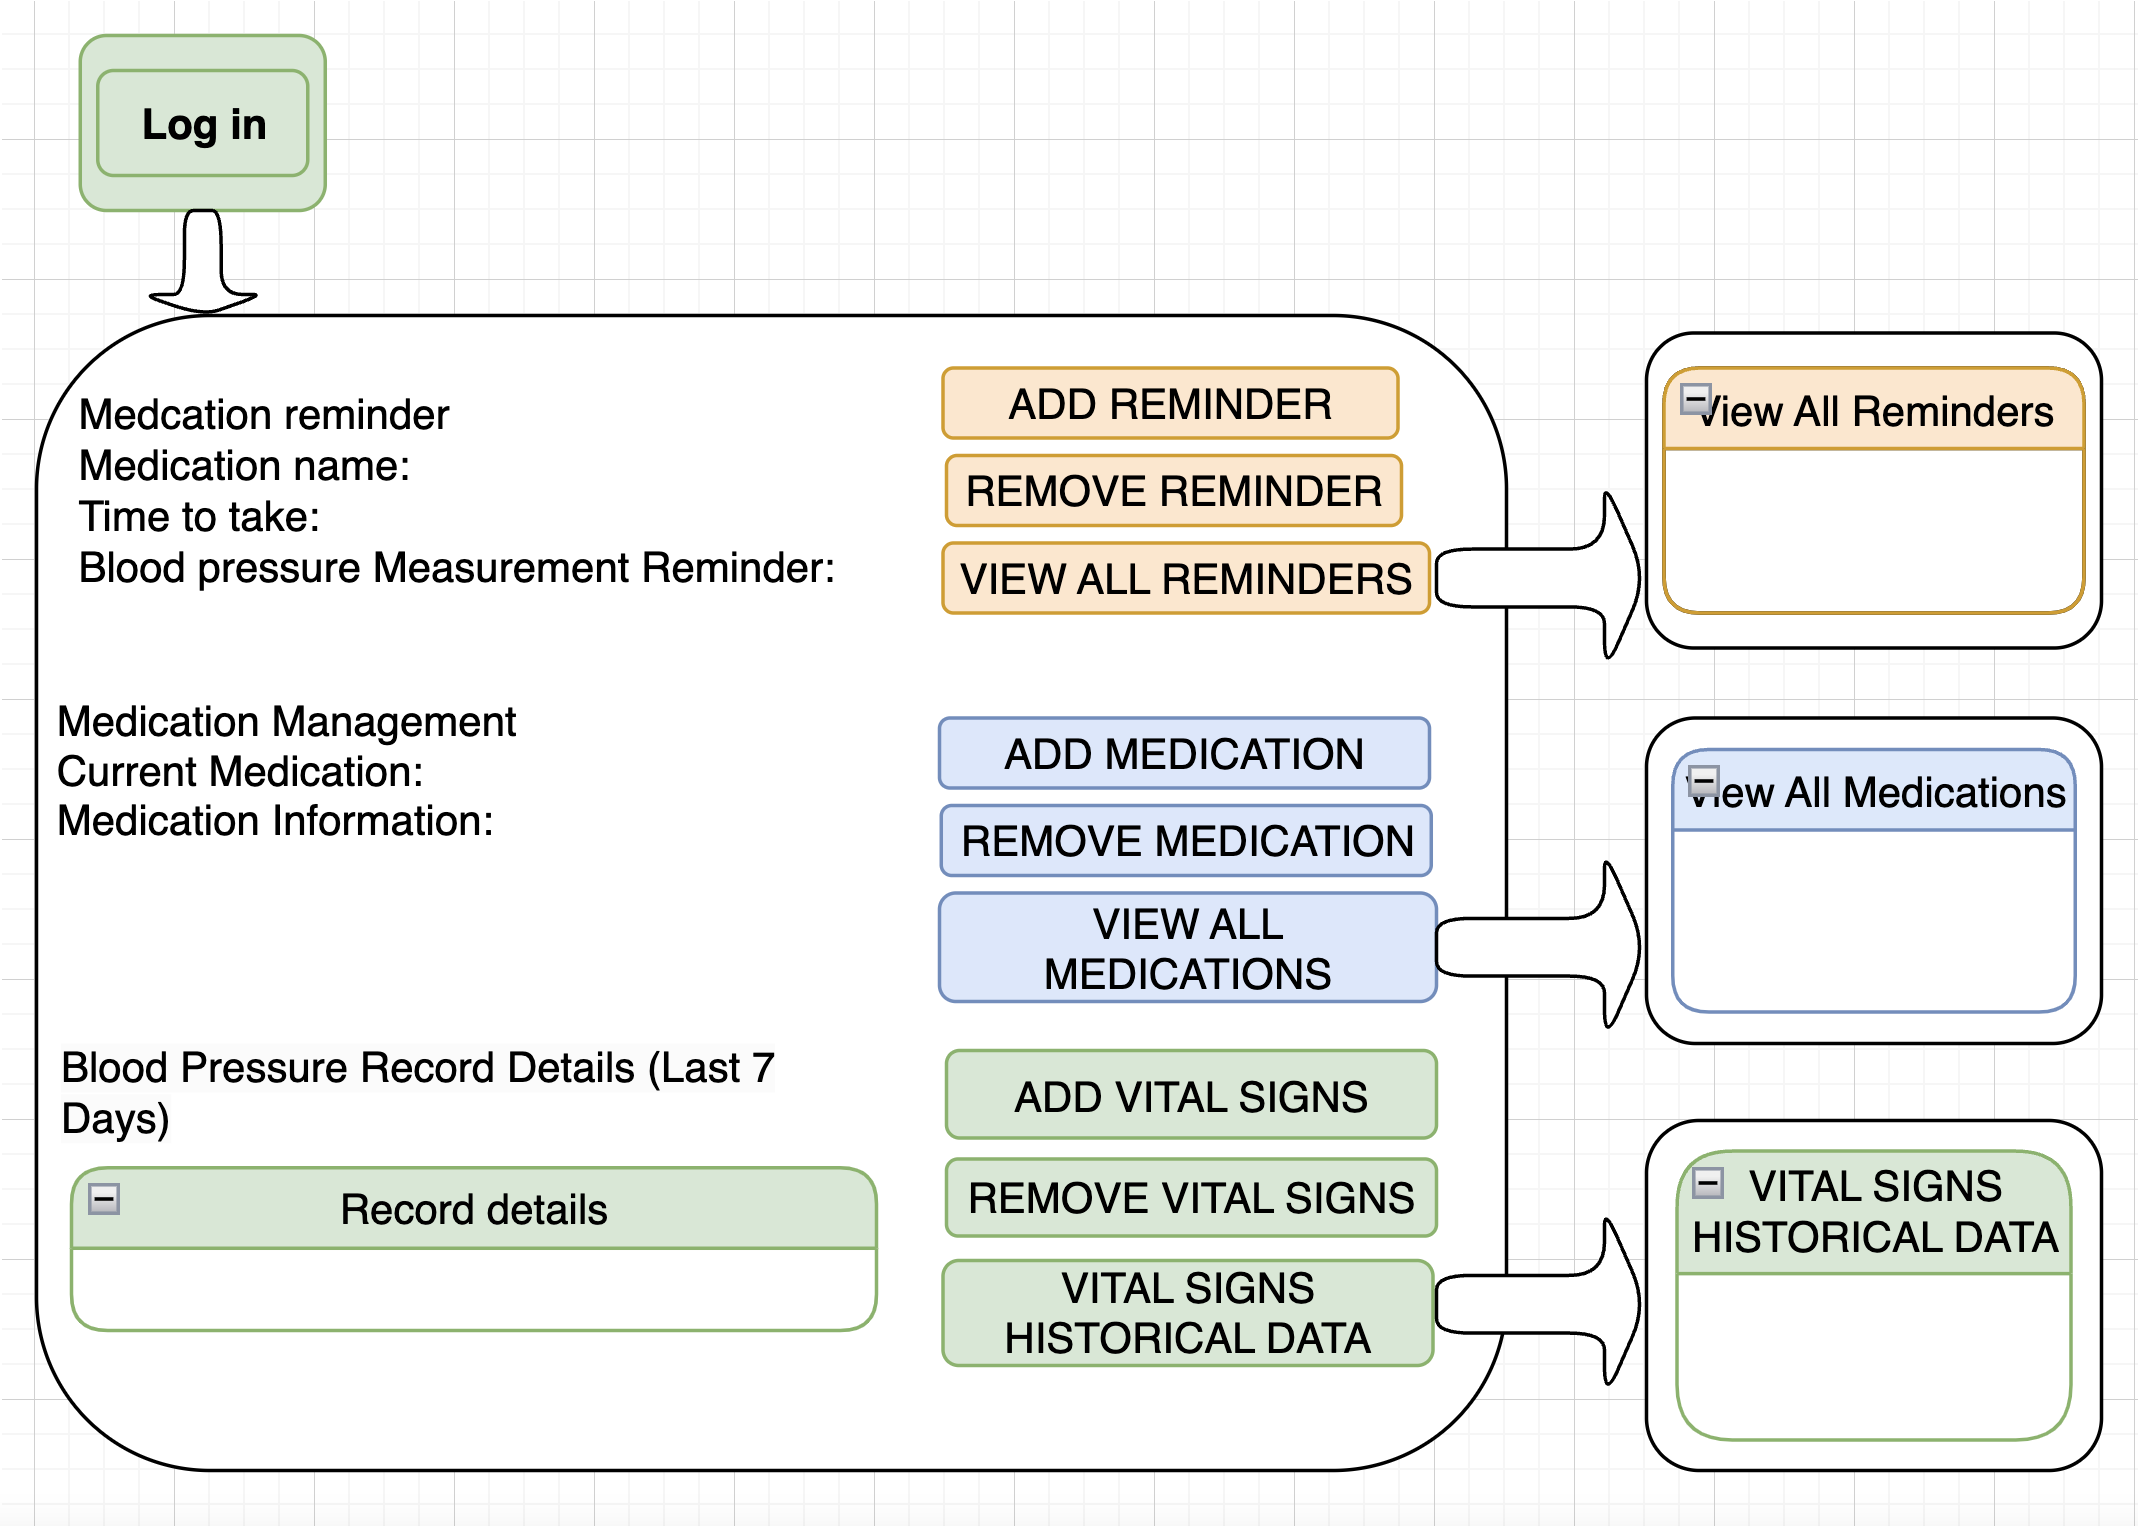 Log in
Medcation reminder
Medication name:
Time to take:
Blood pressure Measurement Reminder:
ADD REMINDER
REMOVE REMINDER
VIEW ALL REMINDERS
View All Reminders
Medication Management
Current Medication:
Medication Information:
ADD MEDICATION
REMOVE MEDICATION
VIEW ALL
MEDICATIONS
View All Medications
Blood Pressure Record Details (Last 7
Days)
Record details
ADD VITAL SIGNS
REMOVE VITAL SIGNS
VITAL SIGNS
HISTORICAL DATA
VITAL SIGNS
HISTORICAL DATA